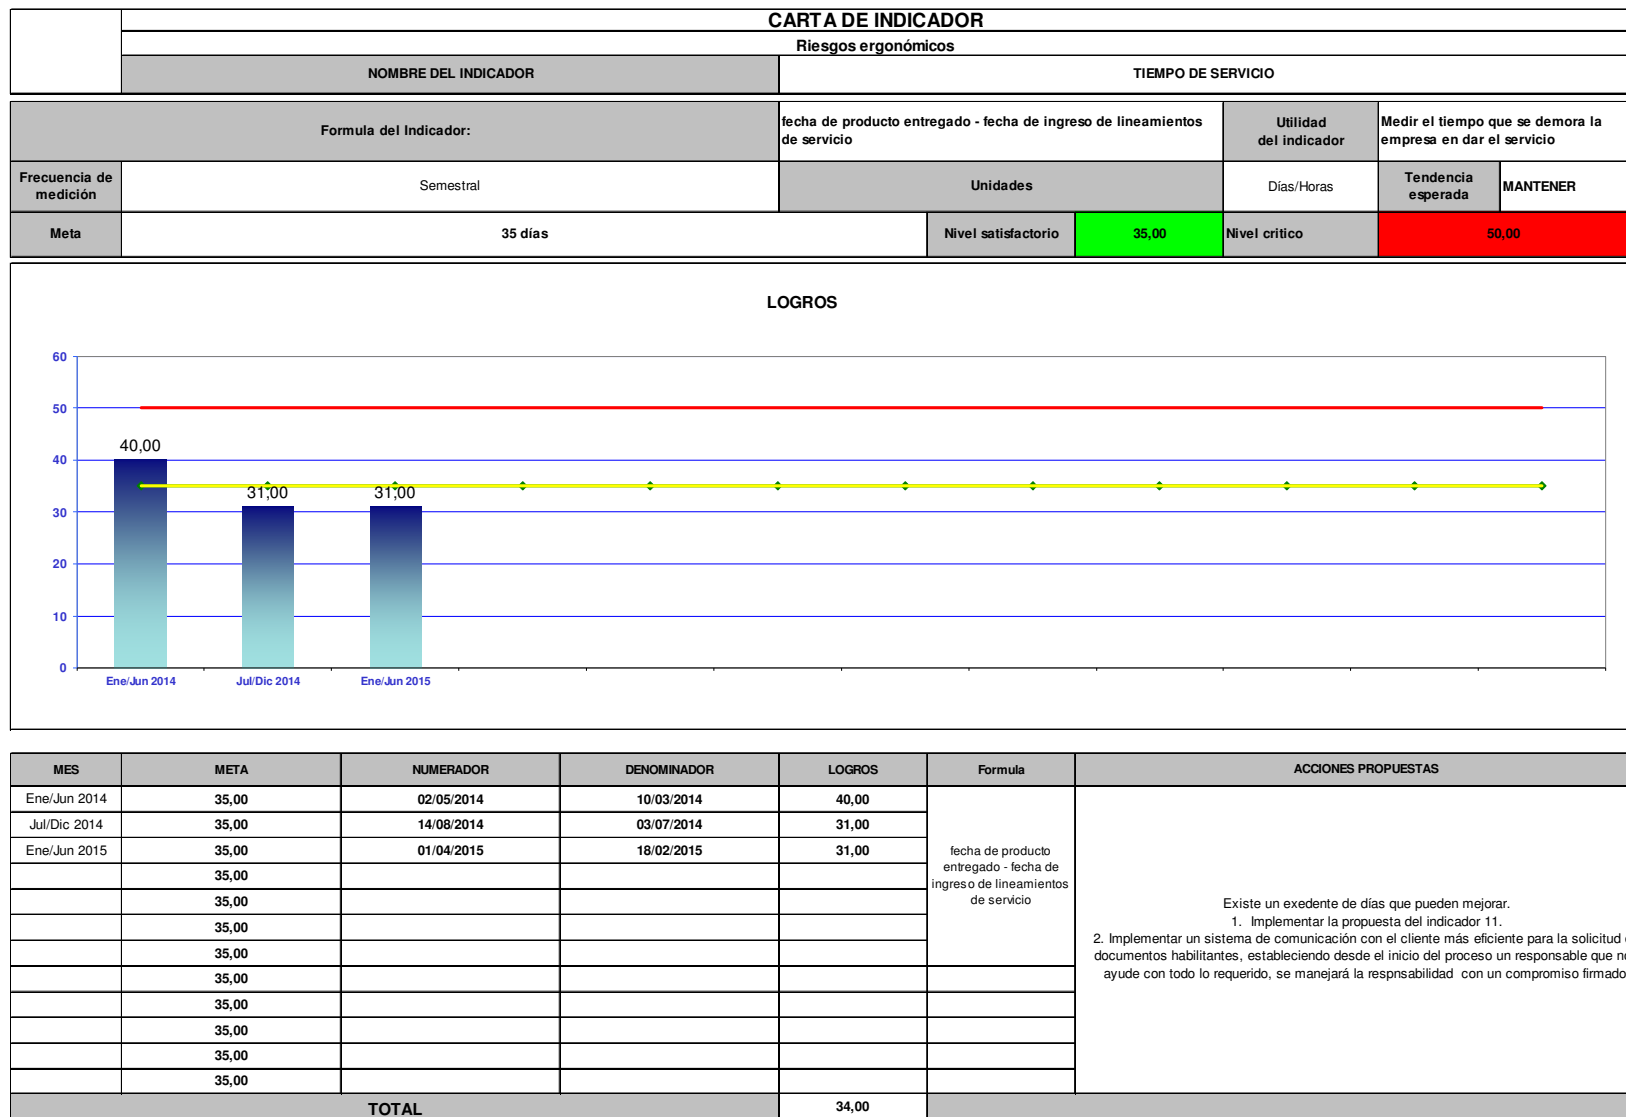 CARTA DE INDICADOR
Riesgos ergonómicos
NOMBRE DEL INDICADOR TIEMPO DE SERVICIO
Formula del Indicador:
fecha de producto entregado - fecha de ingreso de lineamientos
de servicio
Utilidad
del indicador
Medir el tiempo que se demora la
empresa en dar el servicio
Frecuencia de
medición
Semestral
Unidades
Días/Horas
Tendencia
esperada
MANTENER
Meta 35 días Nivel satisfactorio 35,00 Nivel critico 50,00
LOGROS
60
50
40
30
20
10
0
40,00
31,00
31,00
Ene/Jun 2014 Jul/Dic 2014 Ene/Jun 2015
MES META NUMERADOR DENOMINADOR LOGROS Formula ACCIONES PROPUESTAS
Ene/Jun 2014 35,00 02/05/2014 10/03/2014 40,00
Jul/Dic 2014 35,00 14/08/2014 03/07/2014 31,00
Ene/Jun 2015 35,00 01/04/2015 18/02/2015 31,00
35,00
35,00
35,00
35,00
35,00
35,00
35,00
35,00
35,00
fecha de producto
entregado - fecha de
ingreso de lineamientos
de servicio
Existe un exedente de días que pueden mejorar.
1. Implementar la propuesta del indicador 11.
2. Implementar un sistema de comunicación con el cliente más eficiente para la solicitud
documentos habilitantes, estableciendo desde el inicio del proceso un responsable que
ayude con todo lo requerido, se manejará la respnsabilidad con un compromiso firmado
TOTAL 34,00